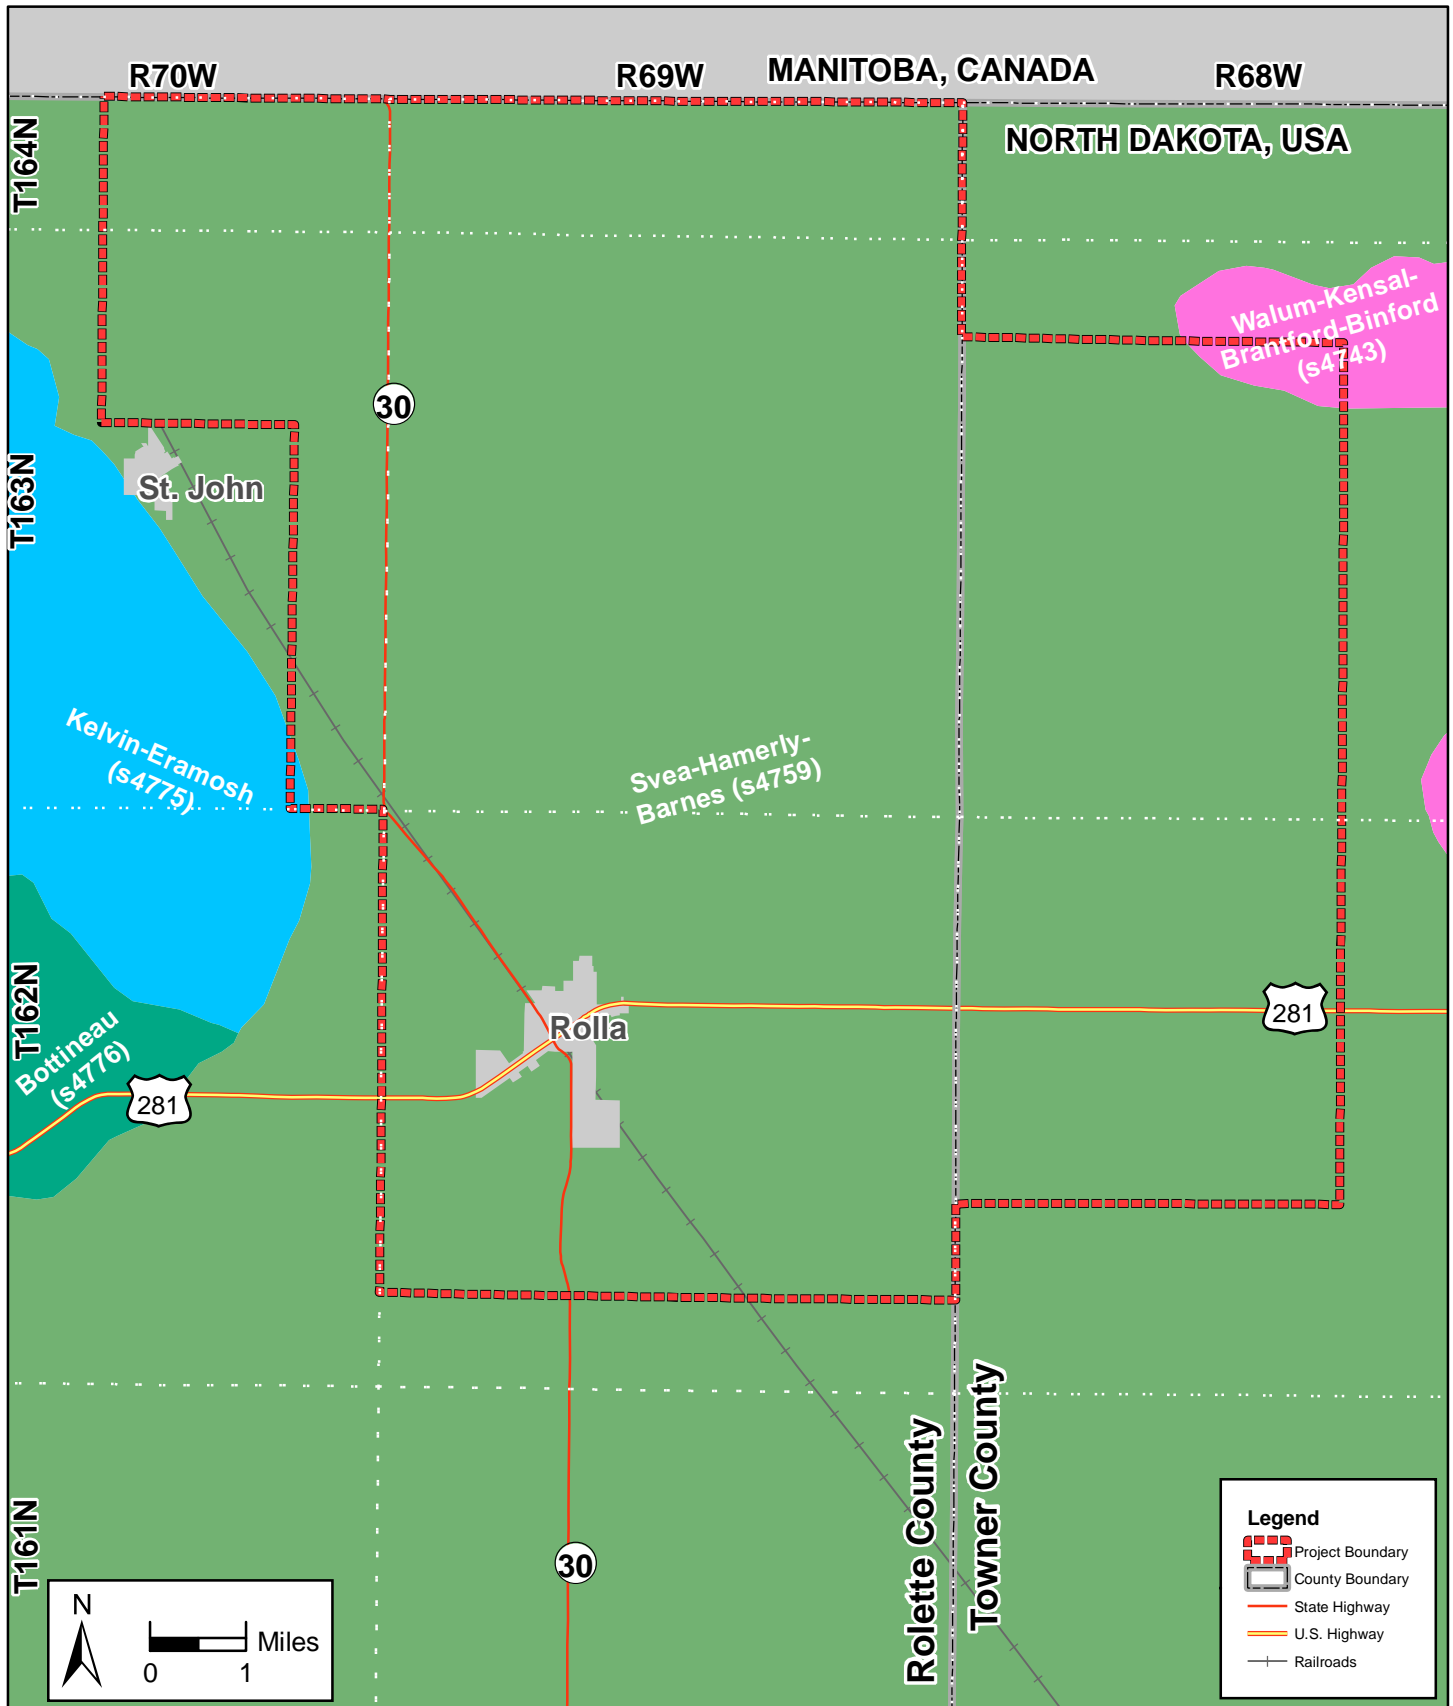 R70W
R69W
MANITOBA, CANADA
R68W
NORTH DAKOTA, USA
T164N
Walum-Kensal-
Brantford-Binford
(s4743)
30
T163N
St. John
Kelvin-Eramosh
(s4775)
Svea-Hamerly-
Barnes (s4759)
T162N
Rolla
281
Bottineau
(s4776)
281
Rolette County
Towner County
T161N
30
N
Miles
0 1
Legend
Project Boundary
County Boundary
State Highway
U.S. Highway
Railroads